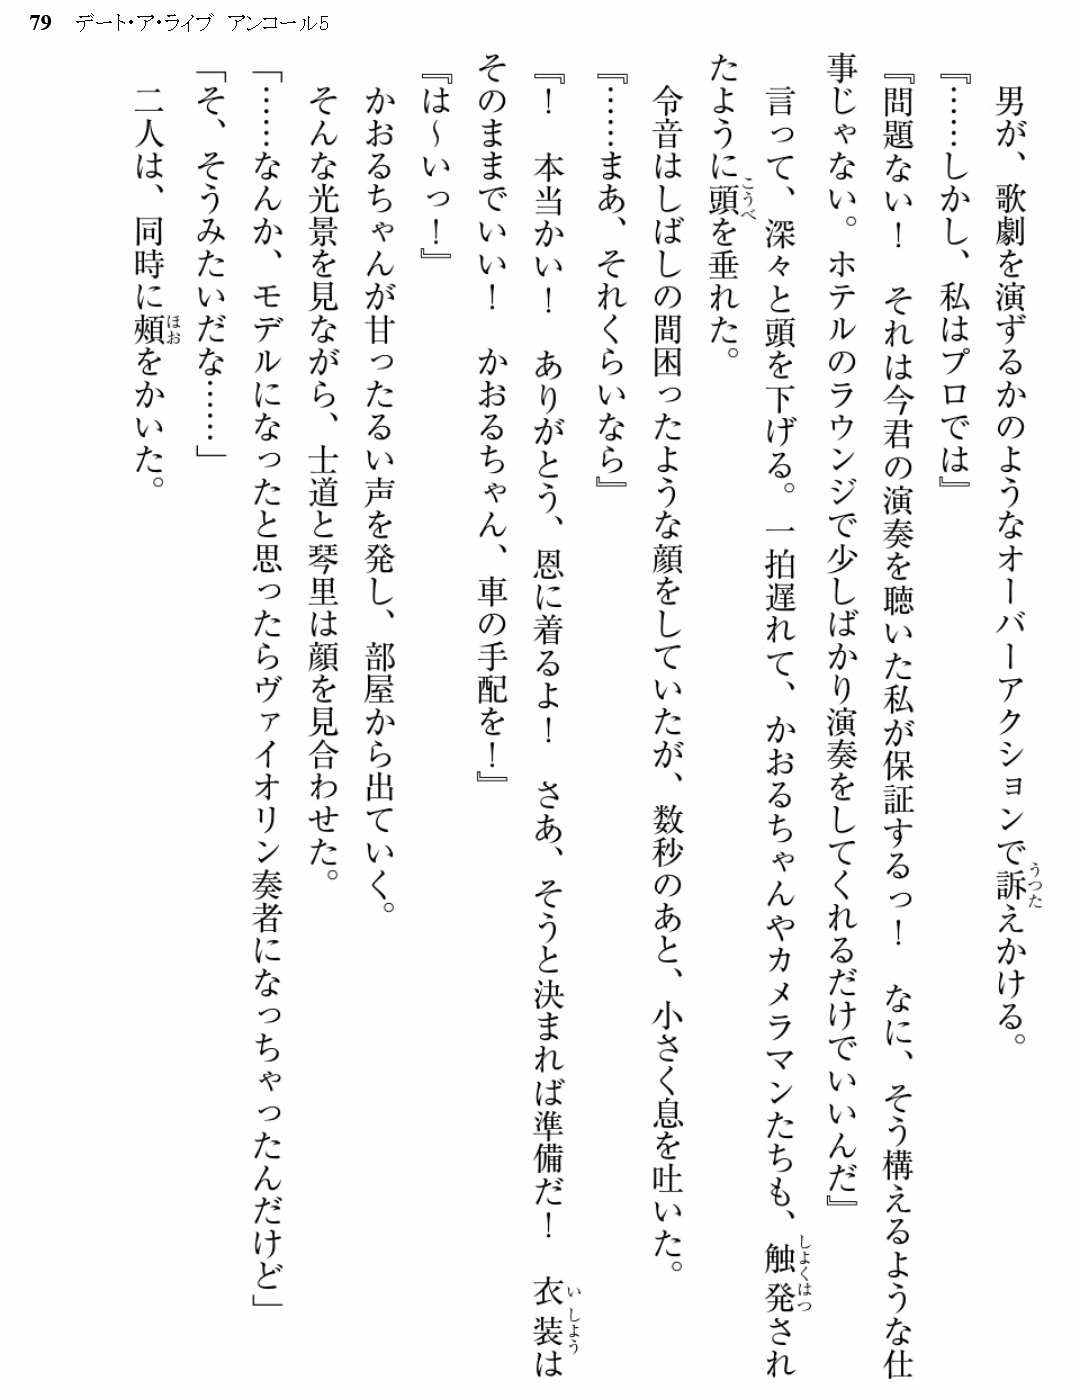 79 デート・ア・ライブ アンコール5
男が、歌劇を演ずるかのようなオーバーアクションで訴えかける。
『……しかし、私はプロでは』
『問題ない！　それは今君の演奏を聴いた私が保証するっ！　なに、そう構えるような仕
事じゃない。ホテルのラウンジで少しばかり演奏をしてくれるだけでいいんだ』
言って、深々と頭を下げる。一拍遅れて、かおるちゃんやカメラマンたちも、触発され
たように頭を垂れた。
令音はしばしの間困ったような顔をしていたが、数秒のあと、小さく息を吐いた。
『……まあ、それくらいなら』
『！　本当かい！　ありがとう、恩に着るよ！　さあ、そうと決まれば準備だ！　衣装は
そのままでいい！　かおるちゃん、車の手配を！』
『は～いっ！』
かおるちゃんが甘ったるい声を発し、部屋から出ていく。
そんな光景を見ながら、士道と琴里は顔を見合わせた。
「……なんか、モデルになったと思ったらヴァイオリン奏者になっちゃったんだけど」
「そ、そうみたいだな……」
二人は、同時に頬をかいた。